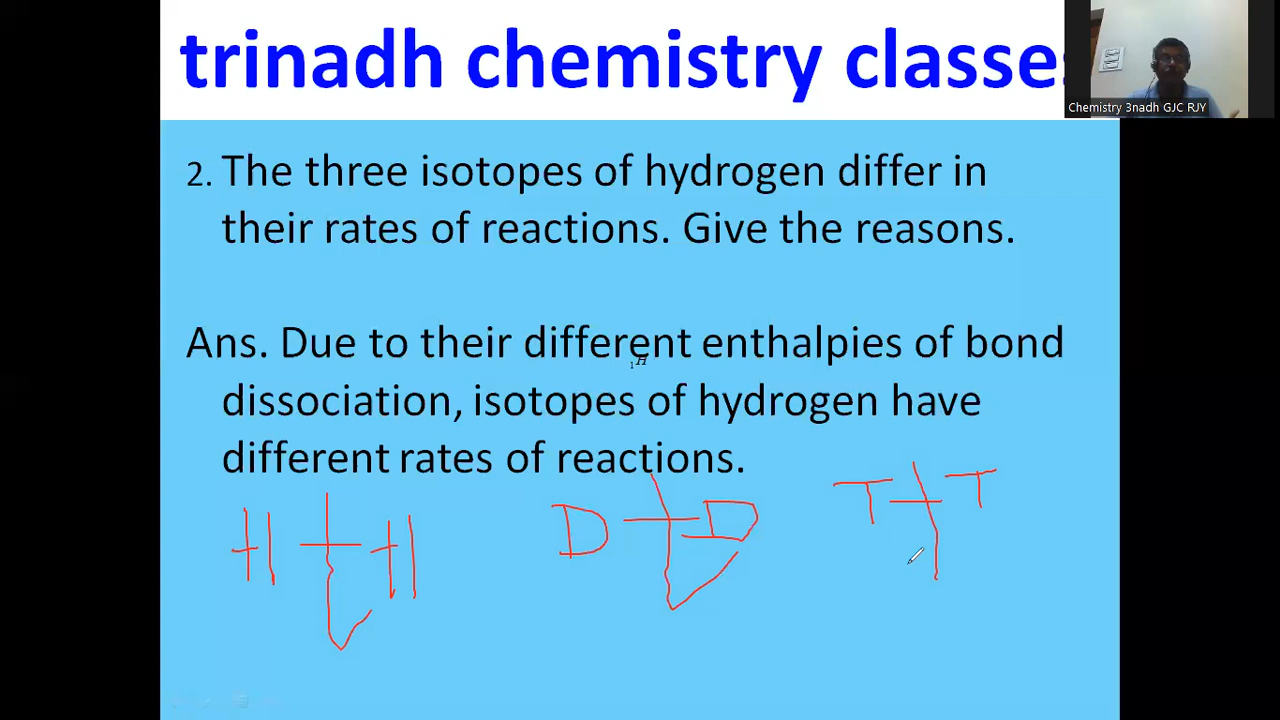 trinadh chemistry classes
Chemistry 3nadh GJC RJY
2. The three isotopes of hydrogen differ in
their rates of reactions. Give the reasons.
Ans. Due to their different enthalpies of bond
₁H
dissociation, isotopes of hydrogen have
different rates of reactions.
H-H D-D T-T